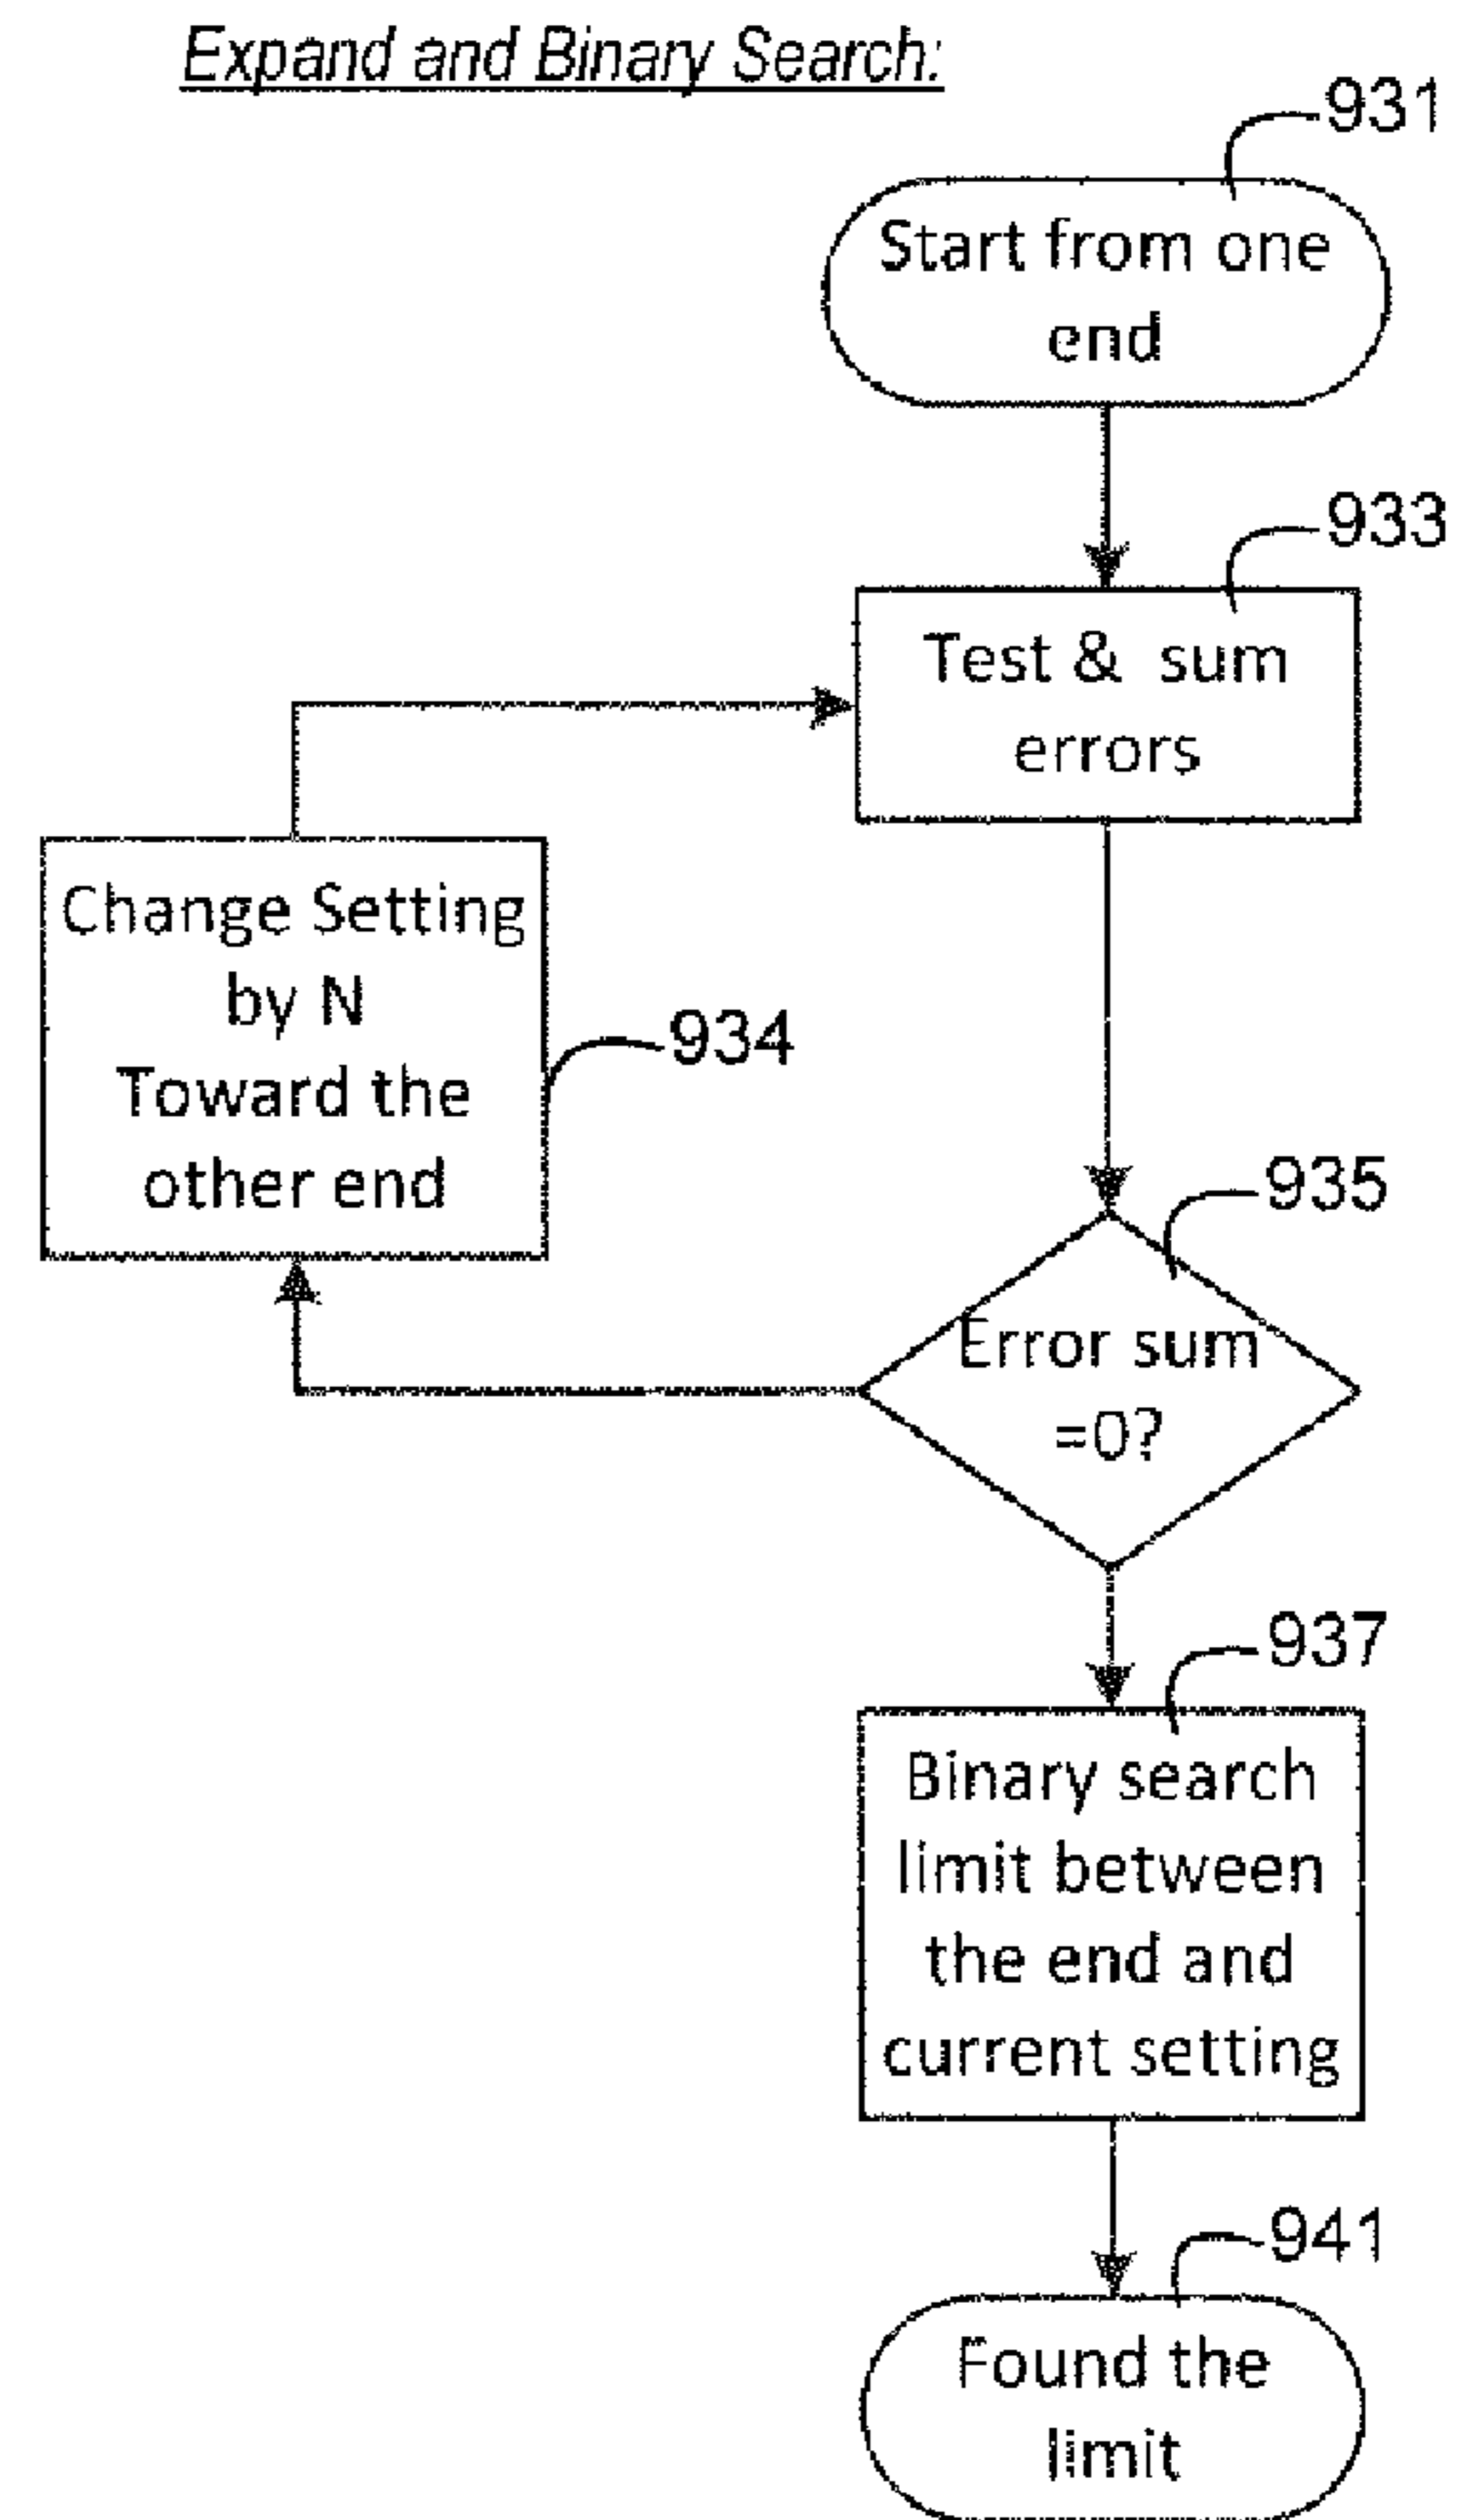 Expand and Binary Search:
931
Start from one
end
933
Test & sum
errors
Change Setting
by N
Toward the
other end
934
935
Error sum
=0?
937
Binary search
limit between
the end and
current setting
941
Found the
limit